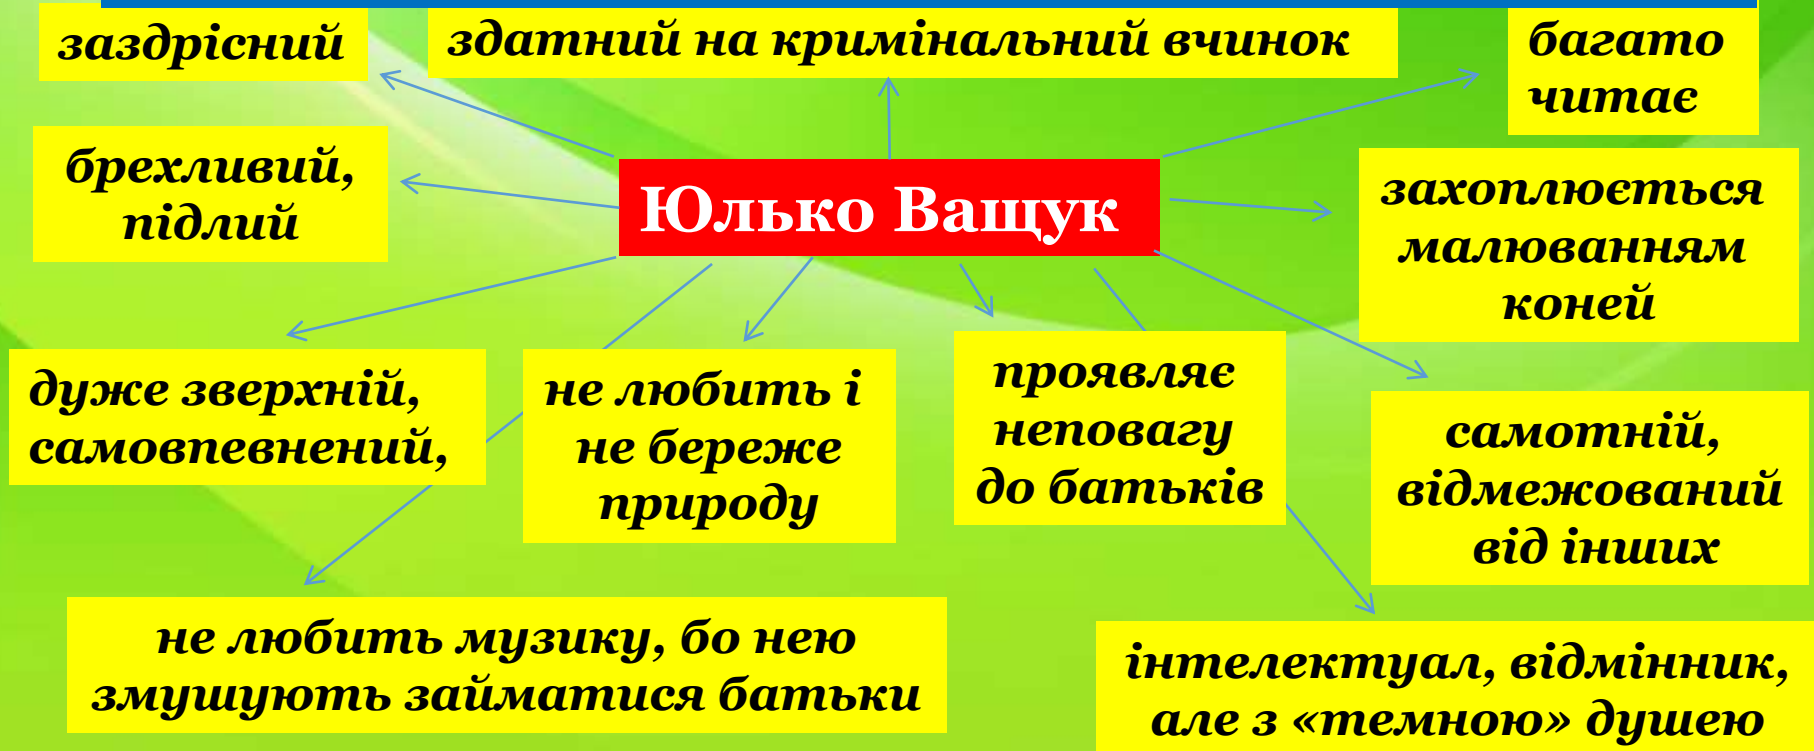 заздрісний
здатний на кримінальний вчинок
багато
читає
брехливий,
підлий
Юлько Ващук
захоплюється
малюванням
коней
дуже зверхній,
самовпевнений,
не любить і
не береже
природу
проявляє
неповагу
до батьків
самотній,
відмежований
від інших
не любить музику, бо нею
змушують займатися батьки
інтелектуал, відмінник,
але з «темною» душею